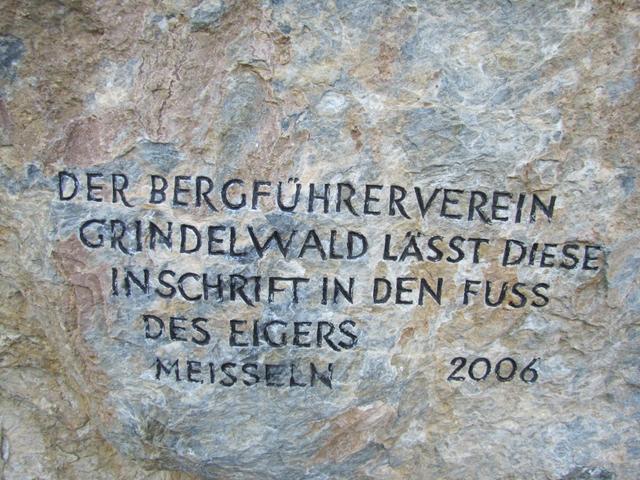 DER BERGFÜHRERVEREIN
GRINDELWALD LÄSST DIESE
INSCHRIFT IN DEN FUSS
DES EIGERS
MEISSELN 2006